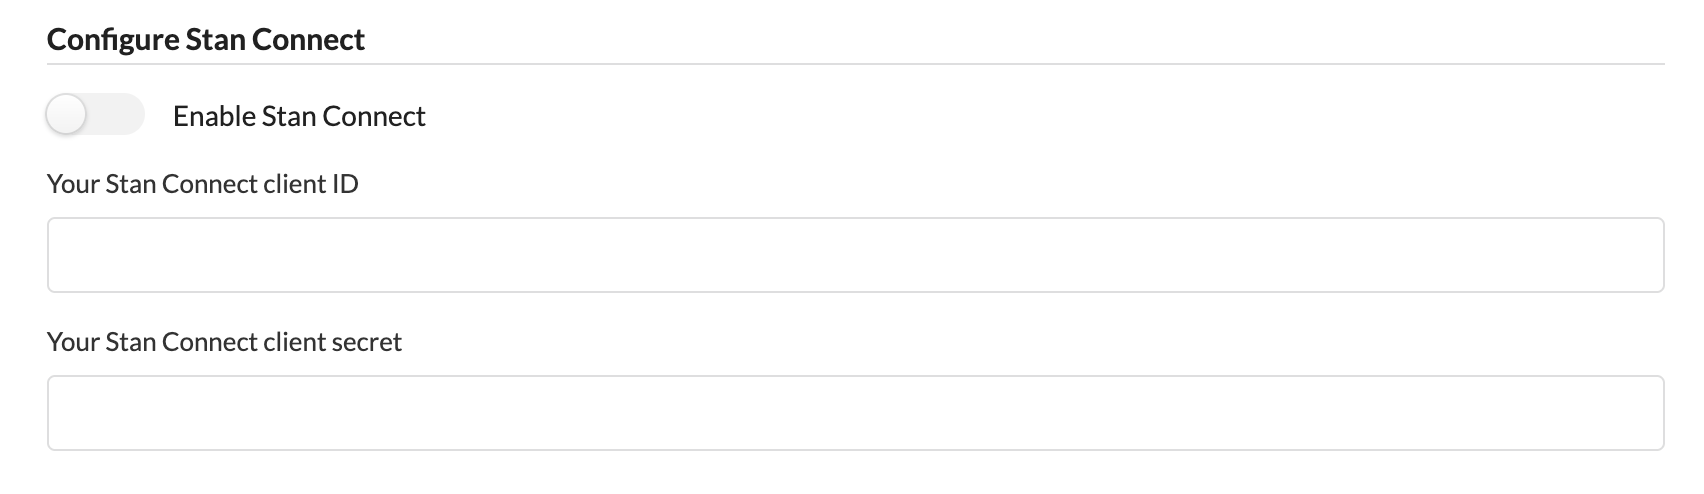 Configure Stan Connect
Enable Stan Connect
Your Stan Connect client ID
Your Stan Connect client secret